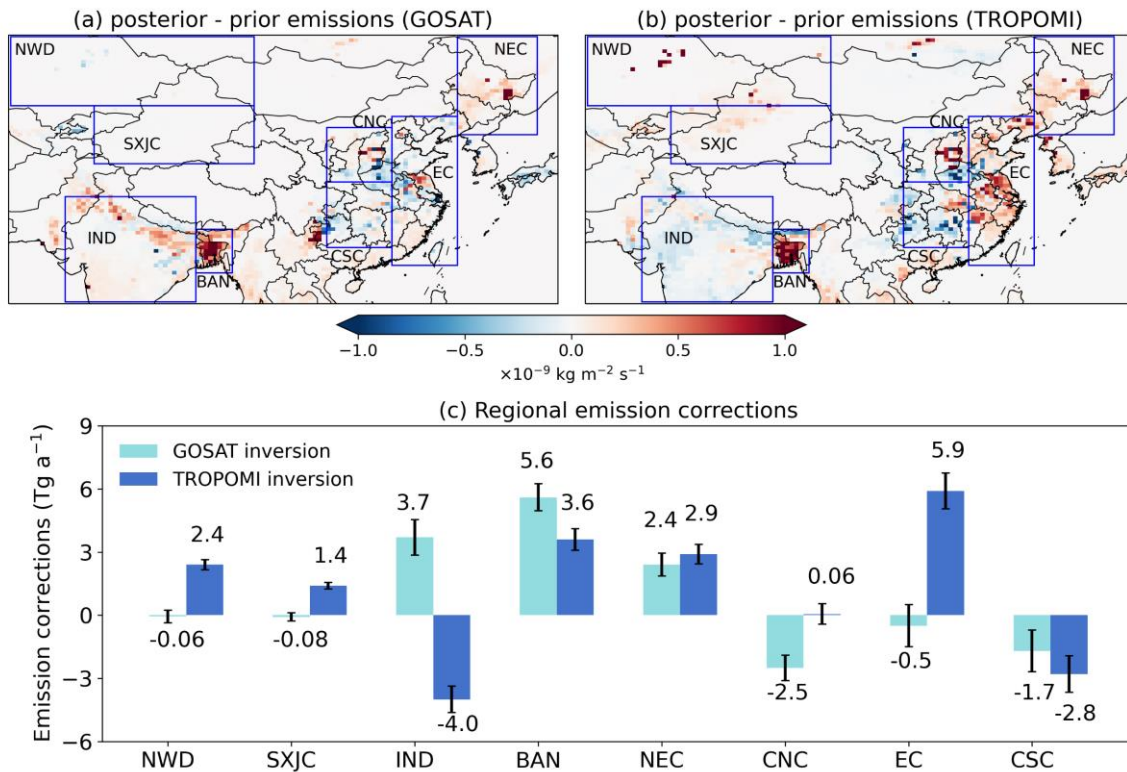 (a) posterior - prior emissions (GOSAT)
NWD
NEC
SXJC
CNC
EC
IND
CSC
BAN
(b) posterior - prior emissions (TROPOMI)
NWD
NEC
SXJC
CNC
EC
IND
CSC
BAN
−1.0 −0.5 0.0 0.5 1.0
×10⁻⁹ kg m⁻² s⁻¹
(c) Regional emission corrections
Emission corrections (Tg a⁻¹)
9
6
3
0
−3
−6
GOSAT inversion
TROPOMI inversion
-0.06
2.4
-0.08
1.4
3.7
-4.0
5.6
3.6
2.4
2.9
-2.5
0.06
-0.5
5.9
-1.7
-2.8
NWD SXJC IND BAN NEC CNC EC CSC